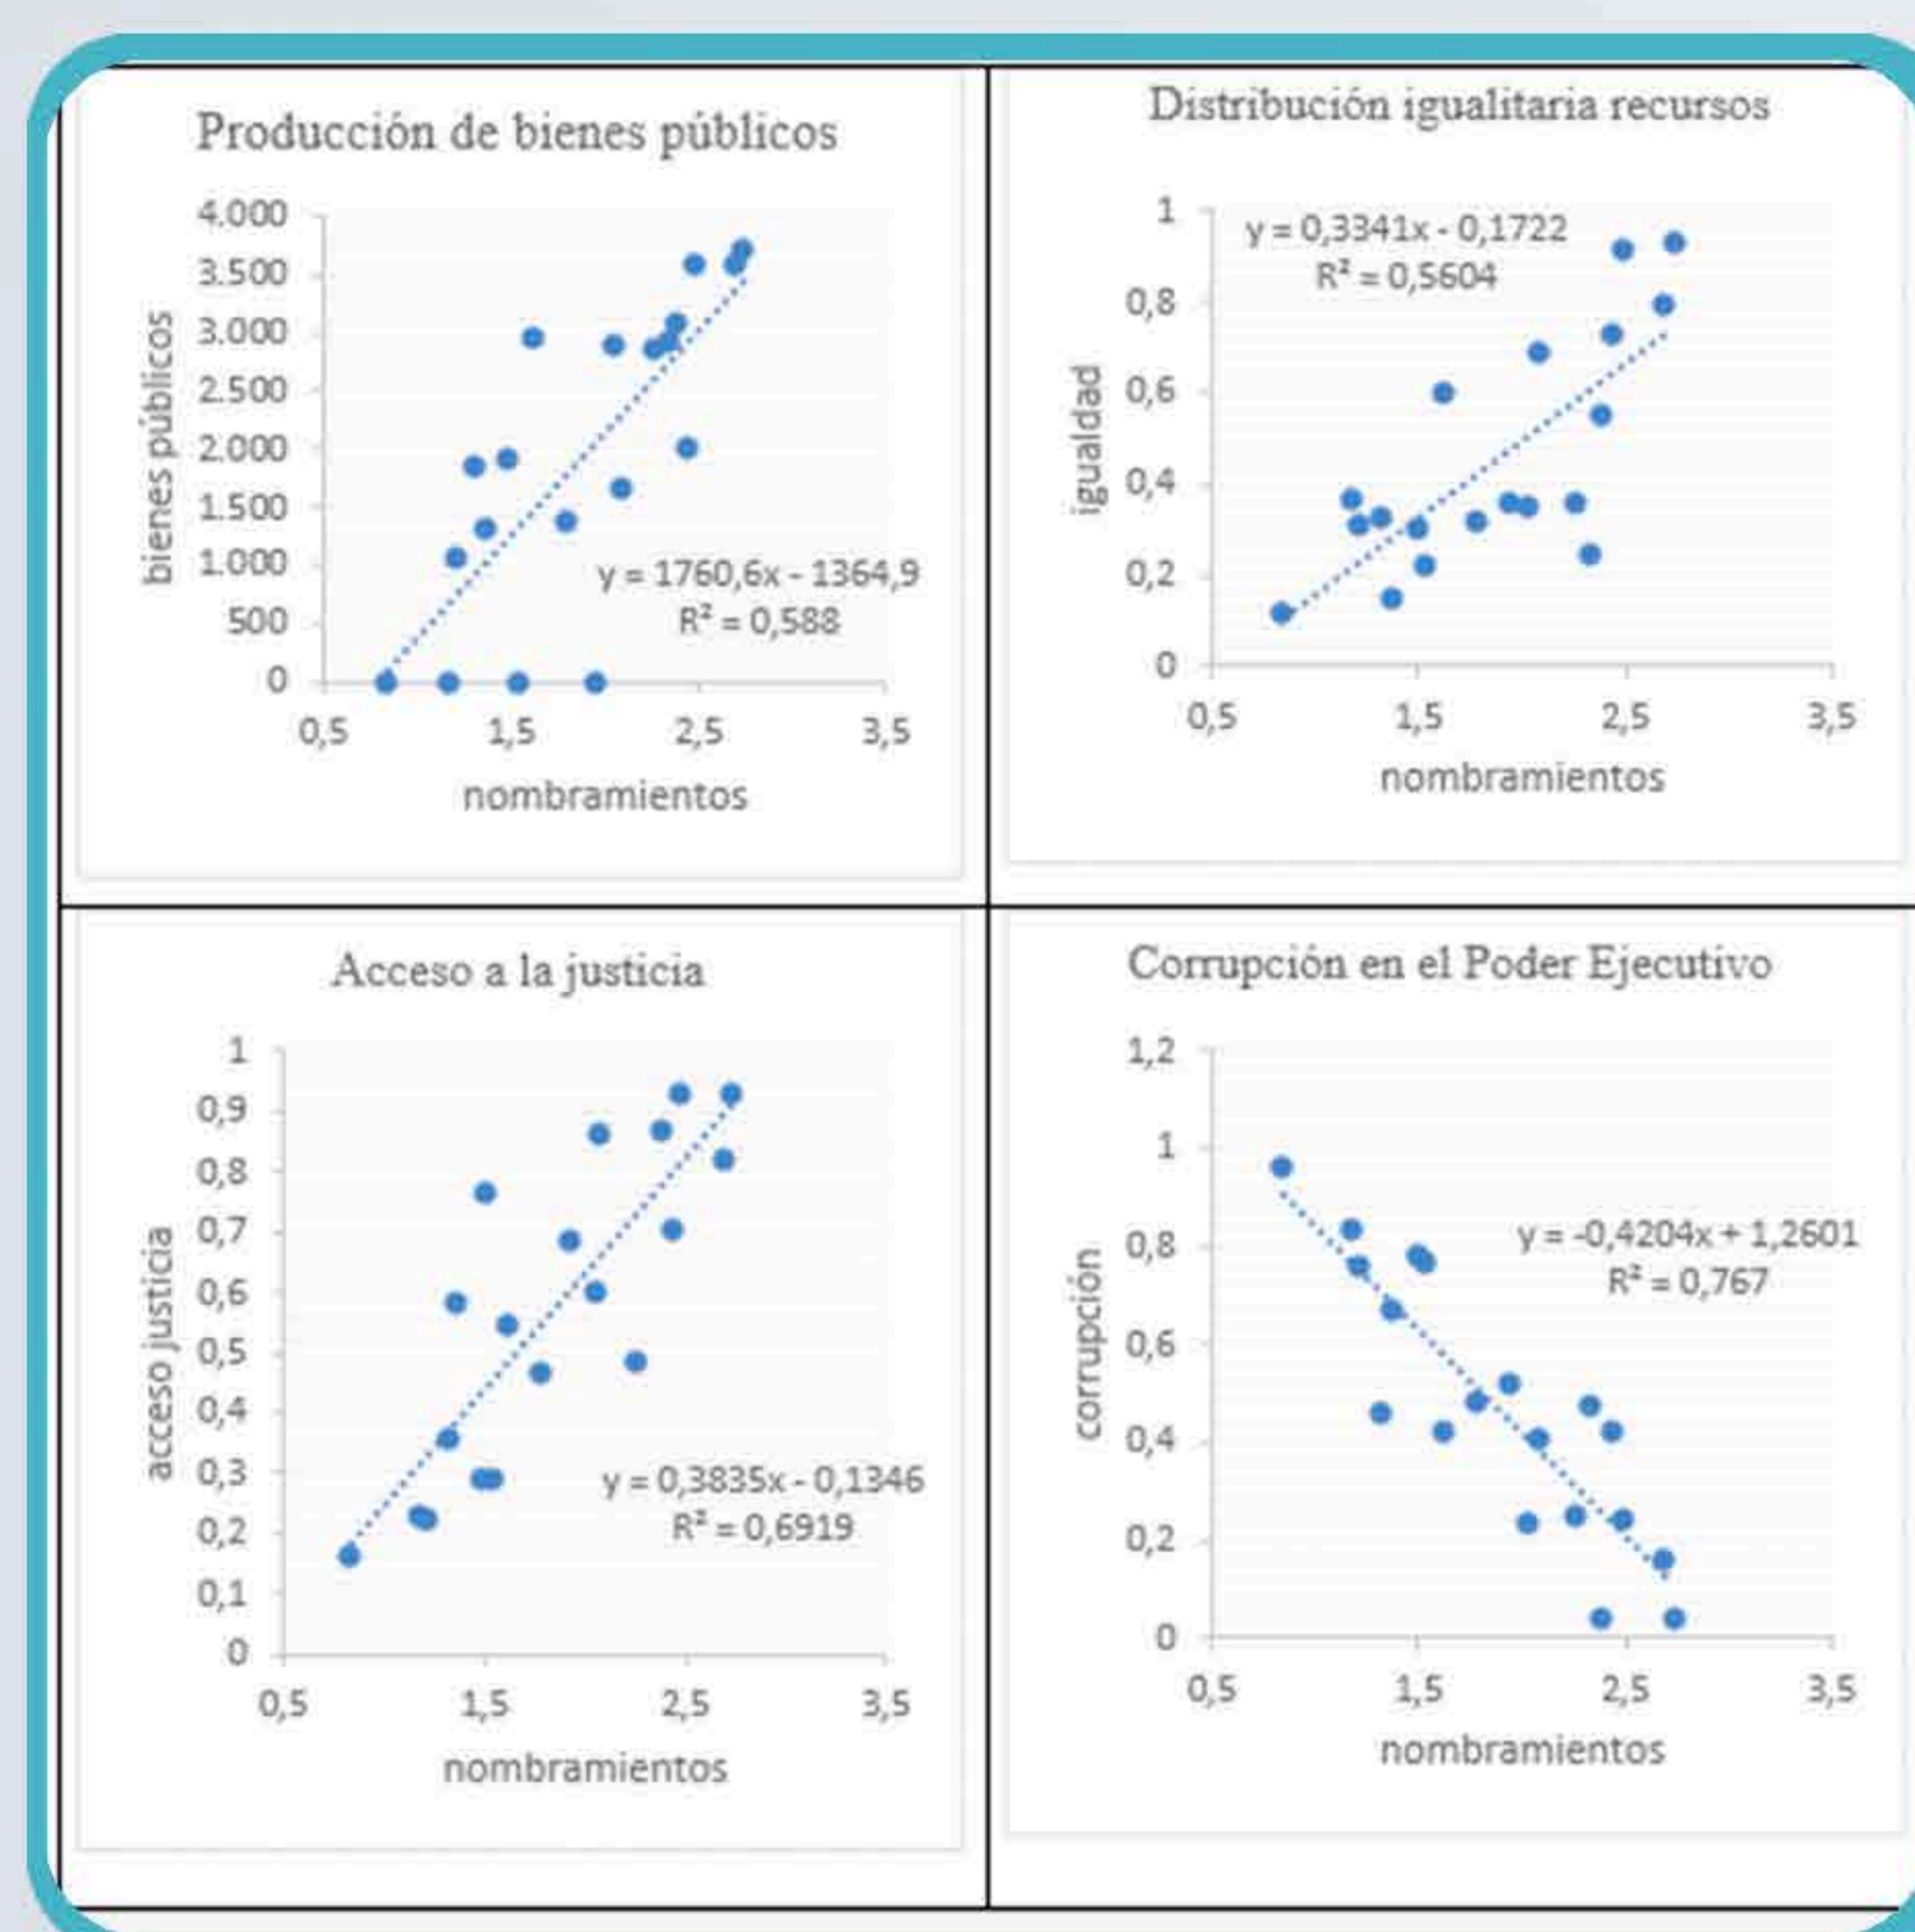 Producción de bienes públicos
bienes públicos
4.000
3.500
3.000
2.500
2.000
1.500
1.000
500
0
y = 1760,6x - 1364,9
R² = 0,588
0,5 1,5 2,5 3,5
nombramientos
Distribución igualitaria recursos
igualdad
1
0,8
0,6
0,4
0,2
0
y = 0,3341x - 0,1722
R² = 0,5604
0,5 1,5 2,5 3,5
nombramientos
Acceso a la justicia
acceso justicia
1
0,9
0,8
0,7
0,6
0,5
0,4
0,3
0,2
0,1
0
y = 0,3835x - 0,1346
R² = 0,6919
0,5 1,5 2,5 3,5
nombramientos
Corrupción en el Poder Ejecutivo
corrupción
1,2
1
0,8
0,6
0,4
0,2
0
y = -0,4204x + 1,2601
R² = 0,767
0,5 1,5 2,5 3,5
nombramientos